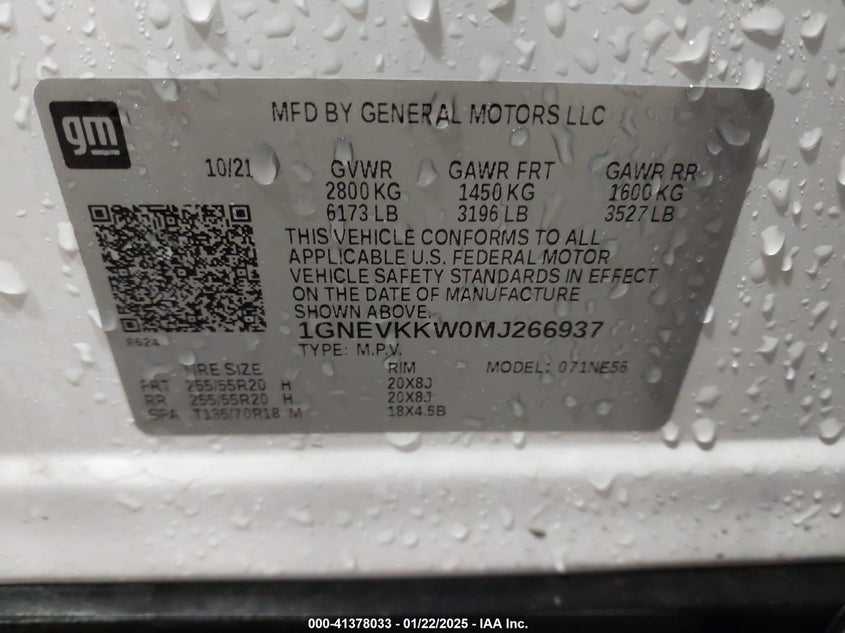 gm
MFD BY GENERAL MOTORS LLC
10/21 GVWR GAWR FRT GAWR RR
2800 KG 1450 KG 1600 KG
6173 LB 3196 LB 3527 LB
THIS VEHICLE CONFORMS TO ALL
APPLICABLE U.S. FEDERAL MOTOR
VEHICLE SAFETY STANDARDS IN EFFECT
ON THE DATE OF MANUFACTURE
SHOWN ABOVE.
1GNEVKKW0MJ266937
8624
TYPE: M.P.V.
TIRE SIZE RIM MODEL: 071NE56
FRT 255/55R20 H 20X8J
RR 255/55R20 H 20X8J
SPA T135/70R18 M 18X4.5B
000-41378033 - 01/22/2025 - IAA Inc.